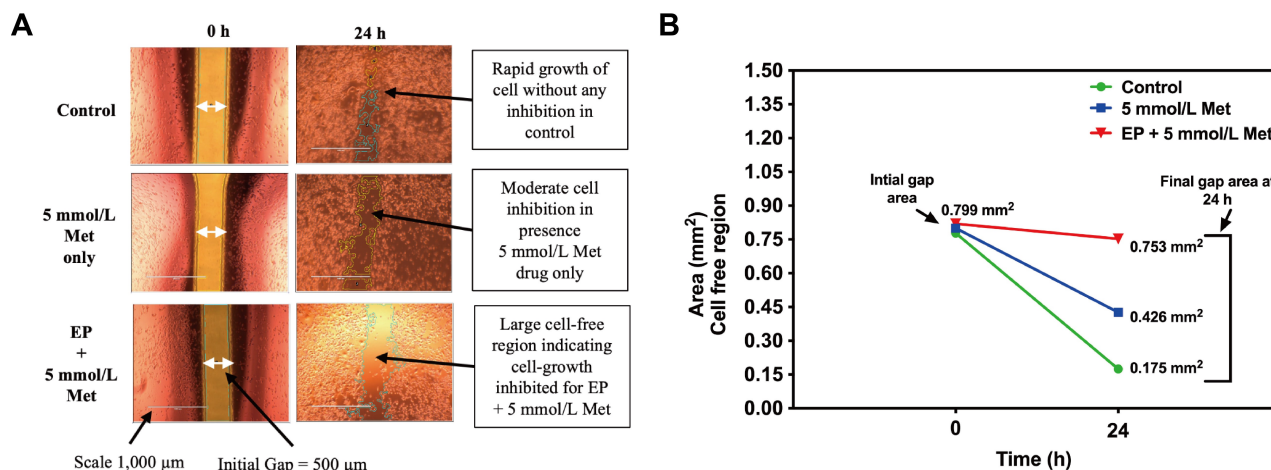 A
0 h
24 h
Control
Rapid growth of
cell without any
inhibition in
control
5 mmol/L
Met
only
Moderate cell
inhibition in
presence
5 mmol/L Met
drug only
EP
+
5 mmol/L
Met
Large cell-free
region indicating
cell-growth
inhibited for EP
+ 5 mmol/L Met
Scale 1,000 µm
Initial Gap = 500 µm
B
Area (mm²)
Cell free region
1.50
1.35
1.20
1.05
0.90
0.75
0.60
0.45
0.30
0.15
0.00
Control
5 mmol/L Met
EP + 5 mmol/L Met
Intial gap
area
0.799 mm²
Final gap area a
24 h
0.753 mm²
0.426 mm²
0.175 mm²
0
24
Time (h)